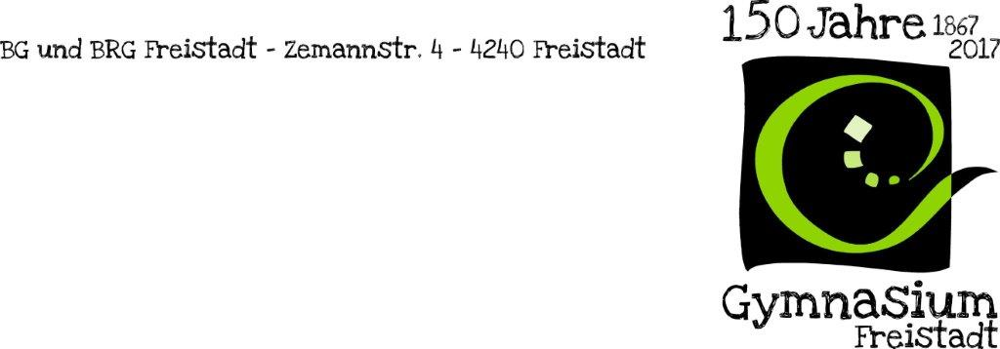 BG und BRG Freistadt - Zemannstr. 4 - 4240 Freistadt
150 Jahre 1867
2017
Gymnasium
Freistadt